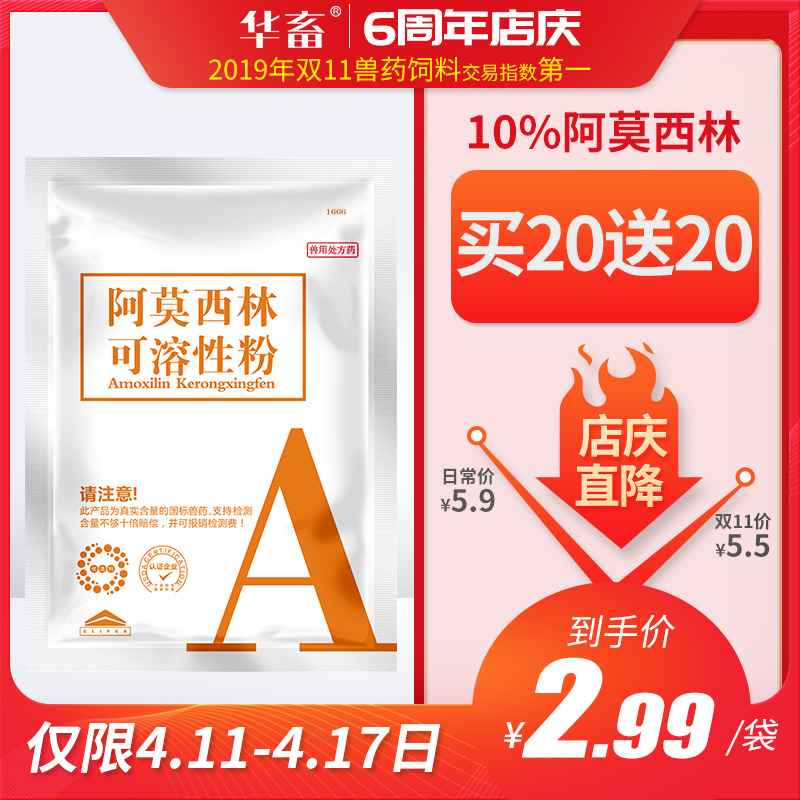 华畜® 6周年店庆
2019年双11兽药饲料交易指数第一
1666
兽用处方药
阿莫西林
可溶性粉
Amoxilin Kerongxingfen
请注意!
此产品为真实含量的国标兽药,支持检测
含量不够十倍赔偿，并可报销检测费！
USDA CERTIFICATION
认证企业
A
10%阿莫西林
买20送20
店庆
直降
日常价
¥5.9
双11价
¥5.5
到手价
¥2.99/袋
仅限4.11-4.17日